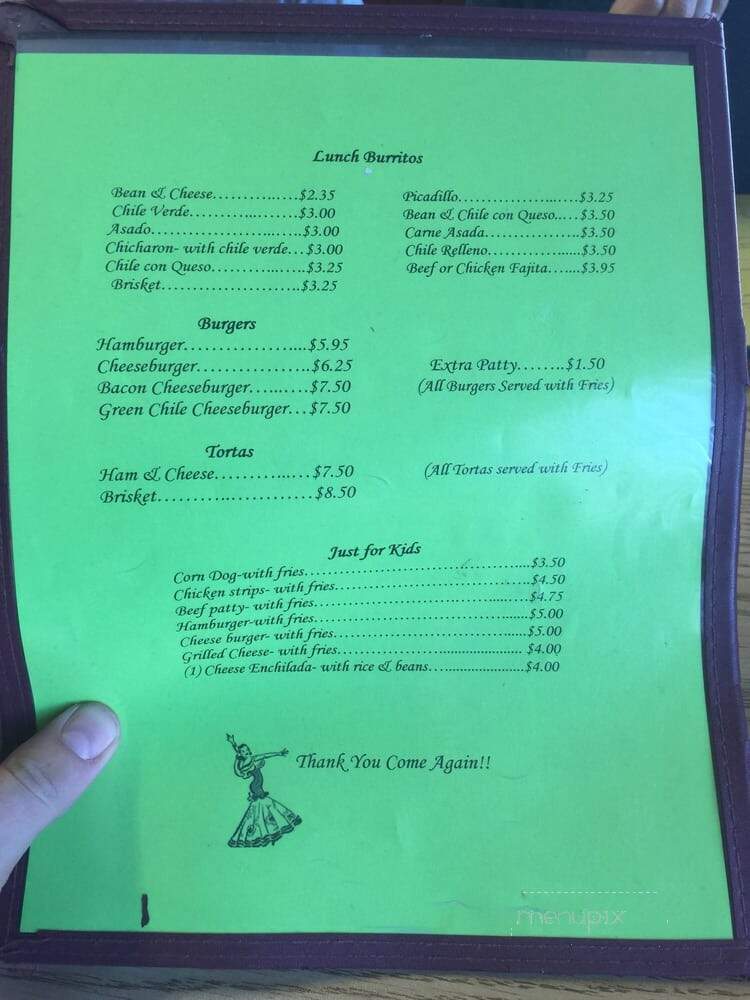 Lunch Burritos
Bean & Cheese...............$2.35
Chile Verde..................$3.00
Asado..........................$3.00
Chicharon- with chile verde...$3.00
Chile con Queso...............$3.25
Brisket........................$3.25
Picadillo.......................$3.25
Bean & Chile con Queso.....$3.50
Carne Asada..................$3.50
Chile Relleno..................$3.50
Beef or Chicken Fajita.......$3.95
Burgers
Hamburger....................$5.95
Cheeseburger.................$6.25
Bacon Cheeseburger..........$7.50
Green Chile Cheeseburger...$7.50
Extra Patty........$1.50
(All Burgers Served with Fries)
Tortas
Ham & Cheese...............$7.50
Brisket........................$8.50
(All Tortas served with Fries)
Just for Kids
Corn Dog-with fries........................................$3.50
Chicken strips- with fries...................................$4.50
Beef patty- with fries.......................................$4.75
Hamburger-with fries.......................................$5.00
Cheese burger- with fries...................................$5.00
Grilled Cheese- with fries.................................. $4.00
(1) Cheese Enchilada- with rice & beans.......................$4.00
Thank You Come Again!!
menupix